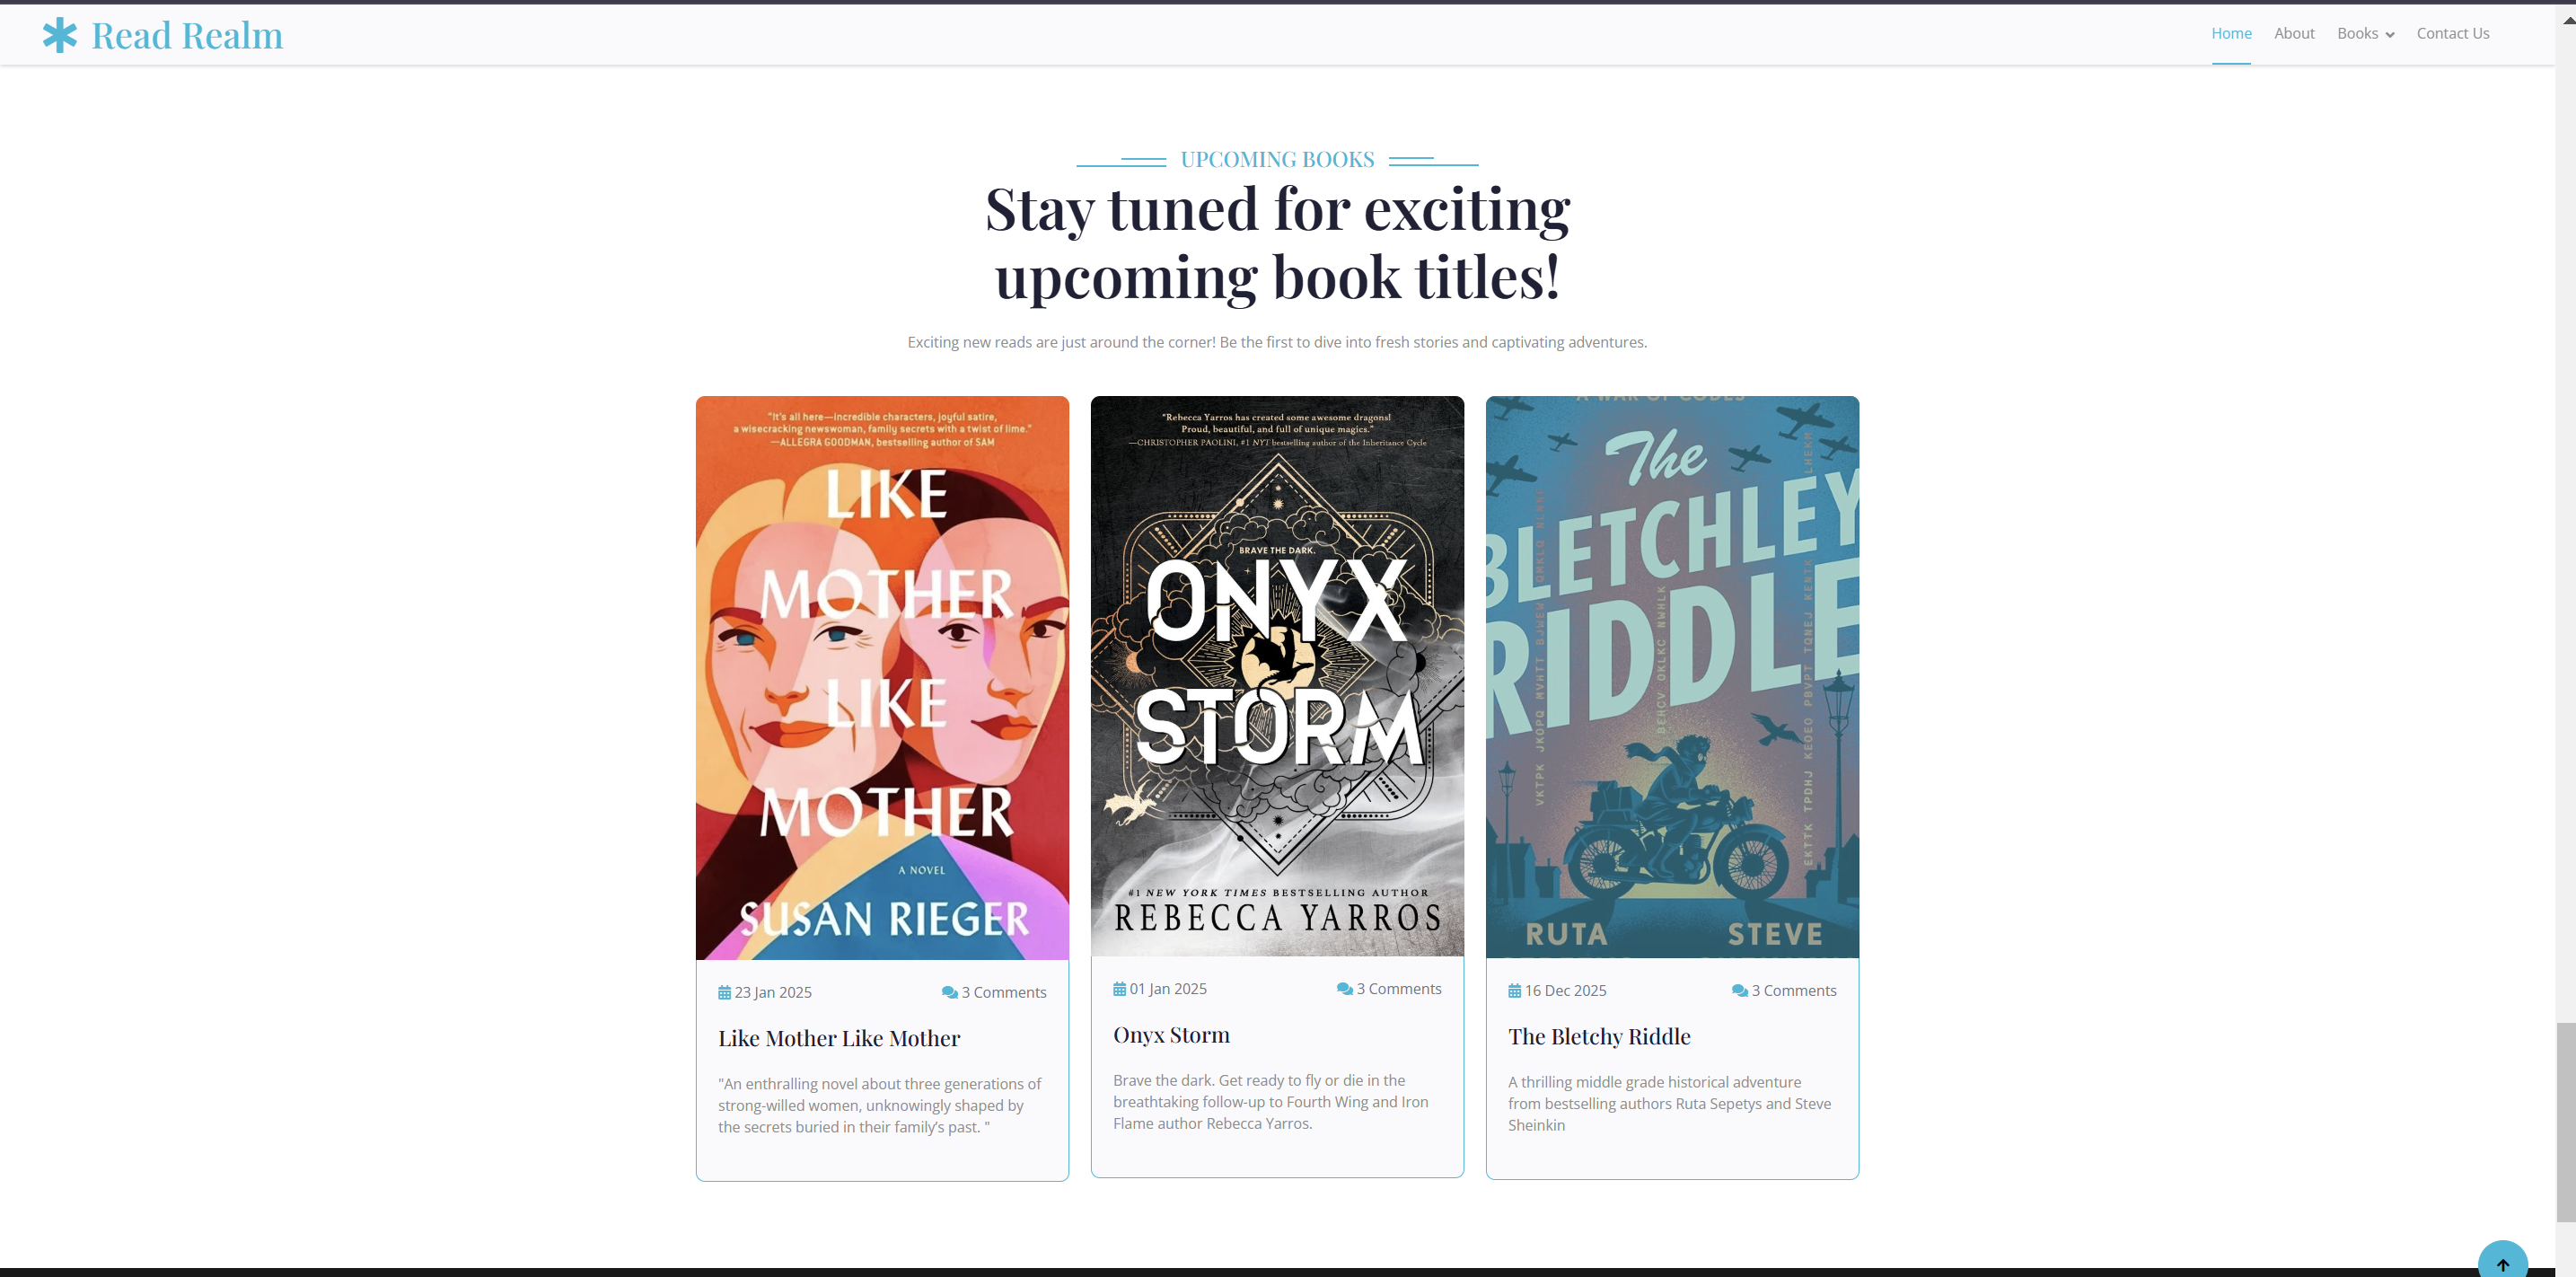 Read Realm
Home About Books Contact Us
UPCOMING BOOKS
Stay tuned for exciting
upcoming book titles!
Exciting new reads are just around the corner! Be the first to dive into fresh stories and captivating adventures.
"It's all here—incredible characters, joyful satire,
a wisecracking newswoman, family secrets with a twist of lime."
—ALLEGRA GOODMAN, bestselling author of SAM
LIKE
MOTHER
LIKE
MOTHER
A NOVEL
SUSAN RIEGER
23 Jan 2025 3 Comments
Like Mother Like Mother
"An enthralling novel about three generations of
strong-willed women, unknowingly shaped by
the secrets buried in their family's past. "
"Rebecca Yarros has created some awesome dragons!
Proud, beautiful, and full of unique magics."
—CHRISTOPHER PAOLINI, #1 NYT bestselling author of the Inheritance Cycle
BRAVE THE DARK.
ONYX
STORM
#1 NEW YORK TIMES BESTSELLING AUTHOR
REBECCA YARROS
01 Jan 2025 3 Comments
Onyx Storm
Brave the dark. Get ready to fly or die in the
breathtaking follow-up to Fourth Wing and Iron
Flame author Rebecca Yarros.
A WAR OF CODES
The
BLETCHLEY
RIDDLE
RUTA STEVE
16 Dec 2025 3 Comments
The Bletchy Riddle
A thrilling middle grade historical adventure
from bestselling authors Ruta Sepetys and Steve
Sheinkin